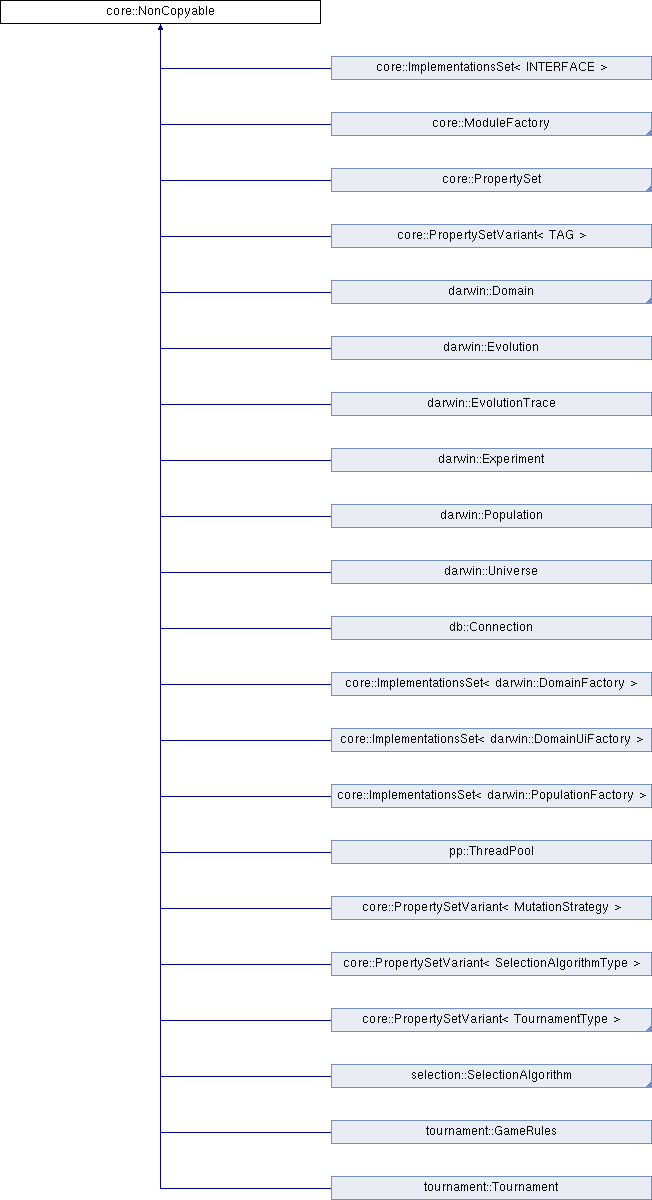 core::NonCopyable
core::ImplementationsSet< INTERFACE >
core::ModuleFactory
core::PropertySet
core::PropertySetVariant< TAG >
darwin::Domain
darwin::Evolution
darwin::EvolutionTrace
darwin::Experiment
darwin::Population
darwin::Universe
db::Connection
core::ImplementationsSet< darwin::DomainFactory >
core::ImplementationsSet< darwin::DomainUiFactory >
core::ImplementationsSet< darwin::PopulationFactory >
pp::ThreadPool
core::PropertySetVariant< MutationStrategy >
core::PropertySetVariant< SelectionAlgorithmType >
core::PropertySetVariant< TournamentType >
selection::SelectionAlgorithm
tournament::GameRules
tournament::Tournament